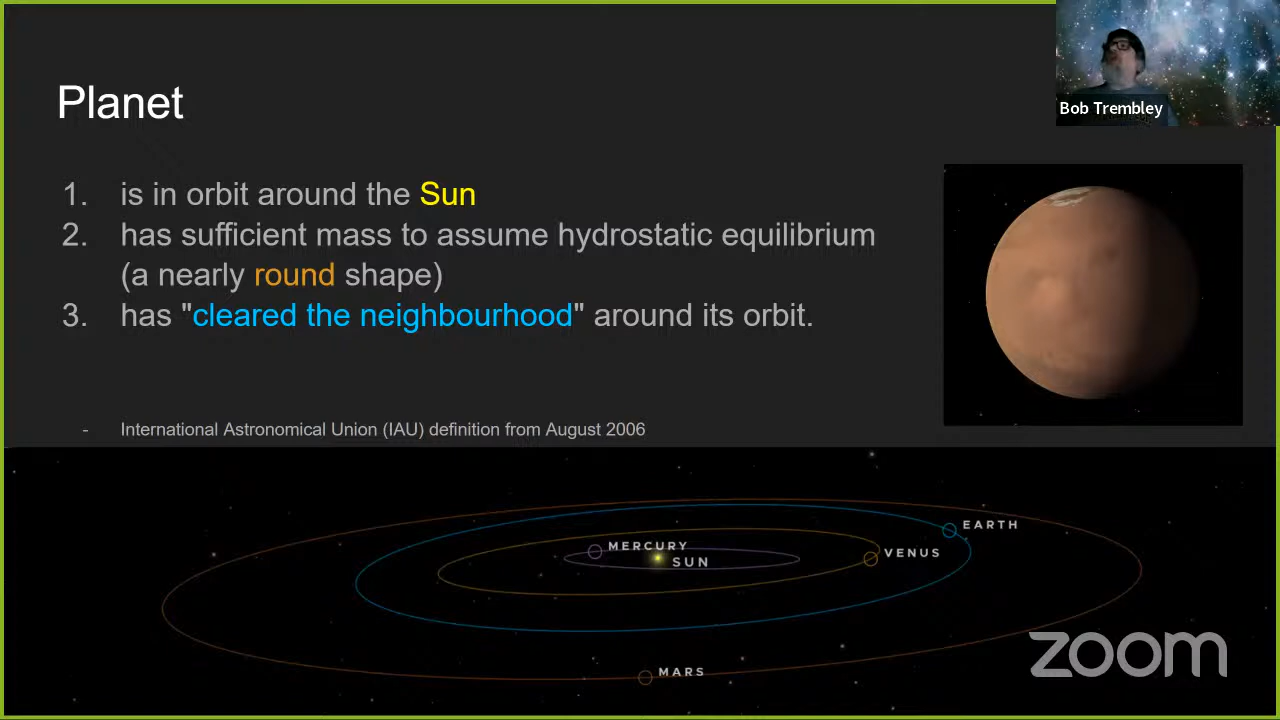 Bob Trembley
Planet
1. is in orbit around the Sun
2. has sufficient mass to assume hydrostatic equilibrium
(a nearly round shape)
3. has "cleared the neighbourhood" around its orbit.
- International Astronomical Union (IAU) definition from August 2006
EARTH
MERCURY
VENUS
SUN
MARS
zoom